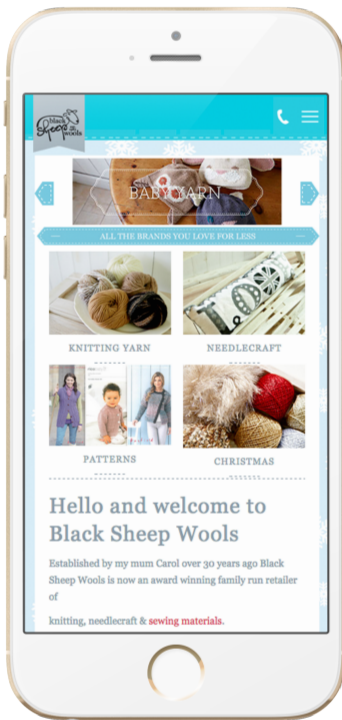 black
Sheep
wools
BABY YARN
ALL THE BRANDS YOU LOVE FOR LESS
KNITTING YARN
NEEDLECRAFT
PATTERNS
CHRISTMAS
Hello and welcome to
Black Sheep Wools
Established by my mum Carol over 30 years ago Black
Sheep Wools is now an award winning family run retailer
of
knitting, needlecraft & sewing materials.